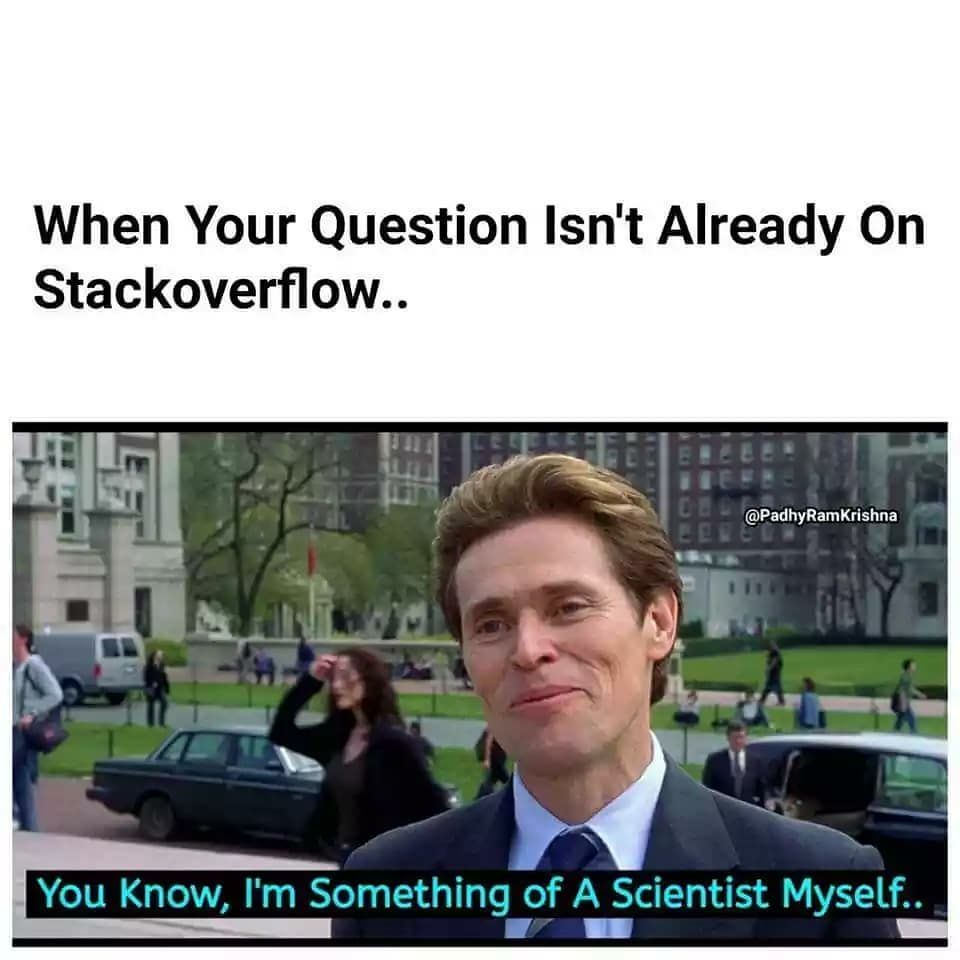 When Your Question Isn't Already On
Stackoverflow..
@PadhyRamKrishna
You Know, I'm Something of A Scientist Myself..